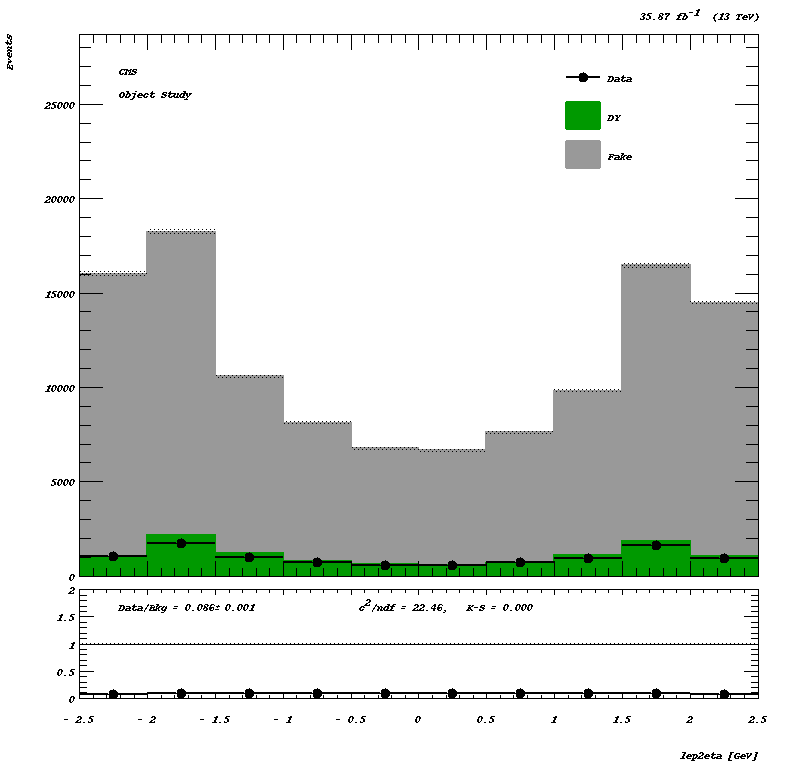 35.87 fb-1 (13 TeV)
Events
CMS
Object Study
Data
DY
Fake
25000
20000
15000
10000
5000
0
2
1.5
1
0.5
0
Data/Bkg = 0.086± 0.001
c2/ndf = 22.46, K-S = 0.000
- 2.5 - 2 - 1.5 - 1 - 0.5 0 0.5 1 1.5 2 2.5
lep2eta [GeV]